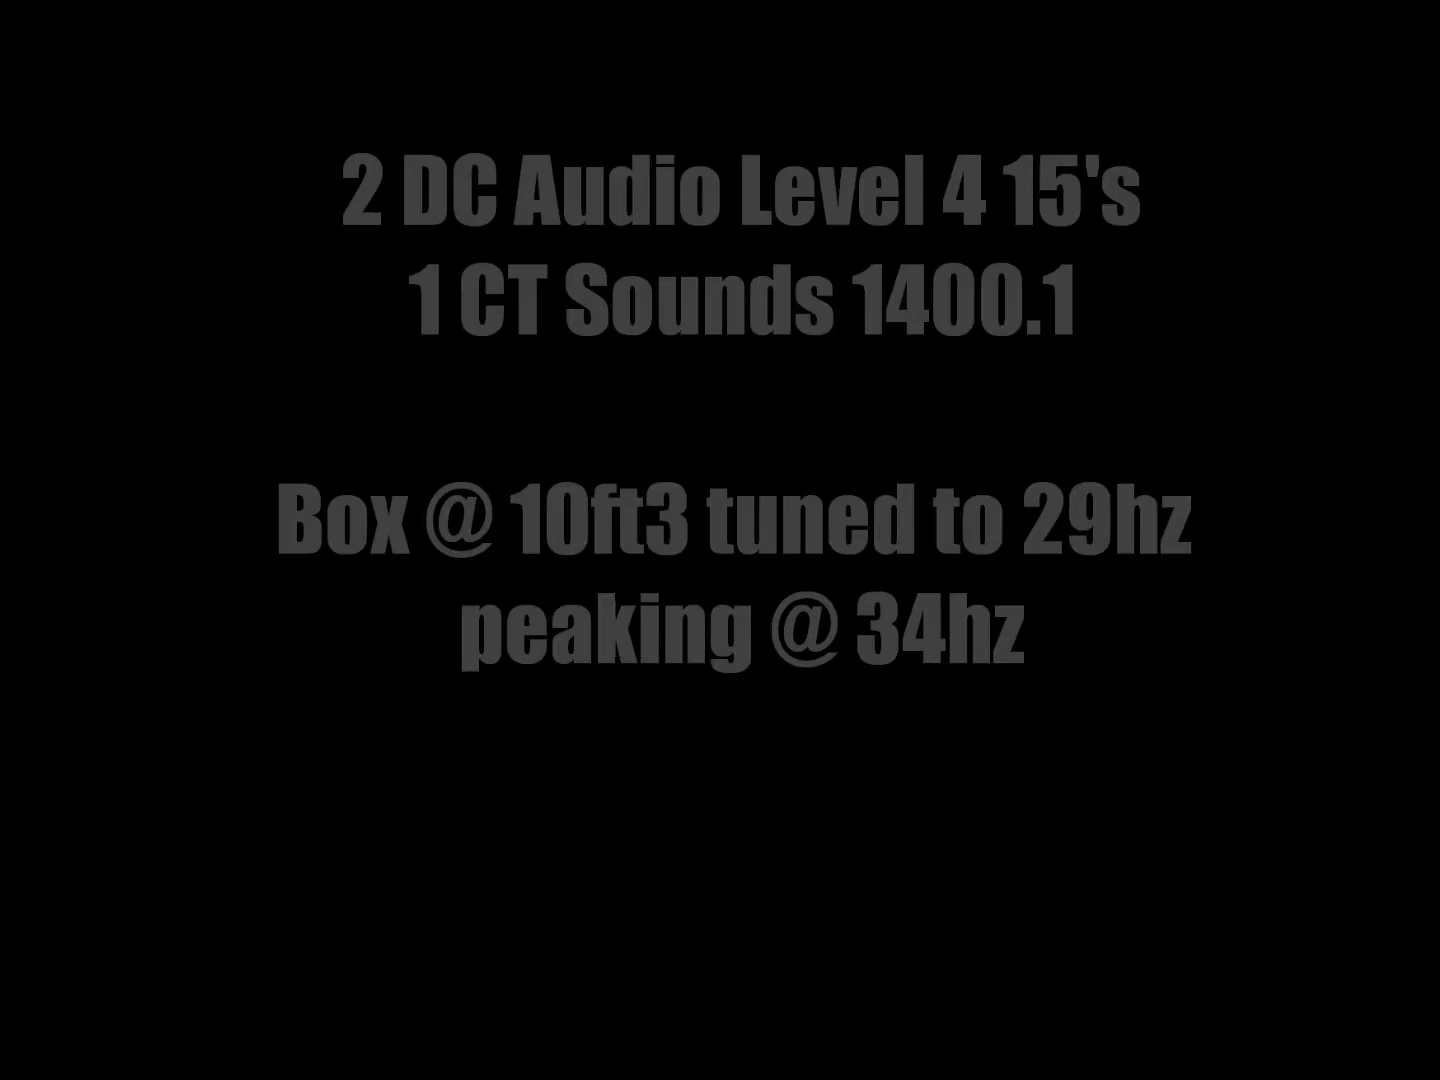 2 DC Audio Level 4 15's
1 CT Sounds 1400.1
Box @ 10ft3 tuned to 29hz
peaking @ 34hz